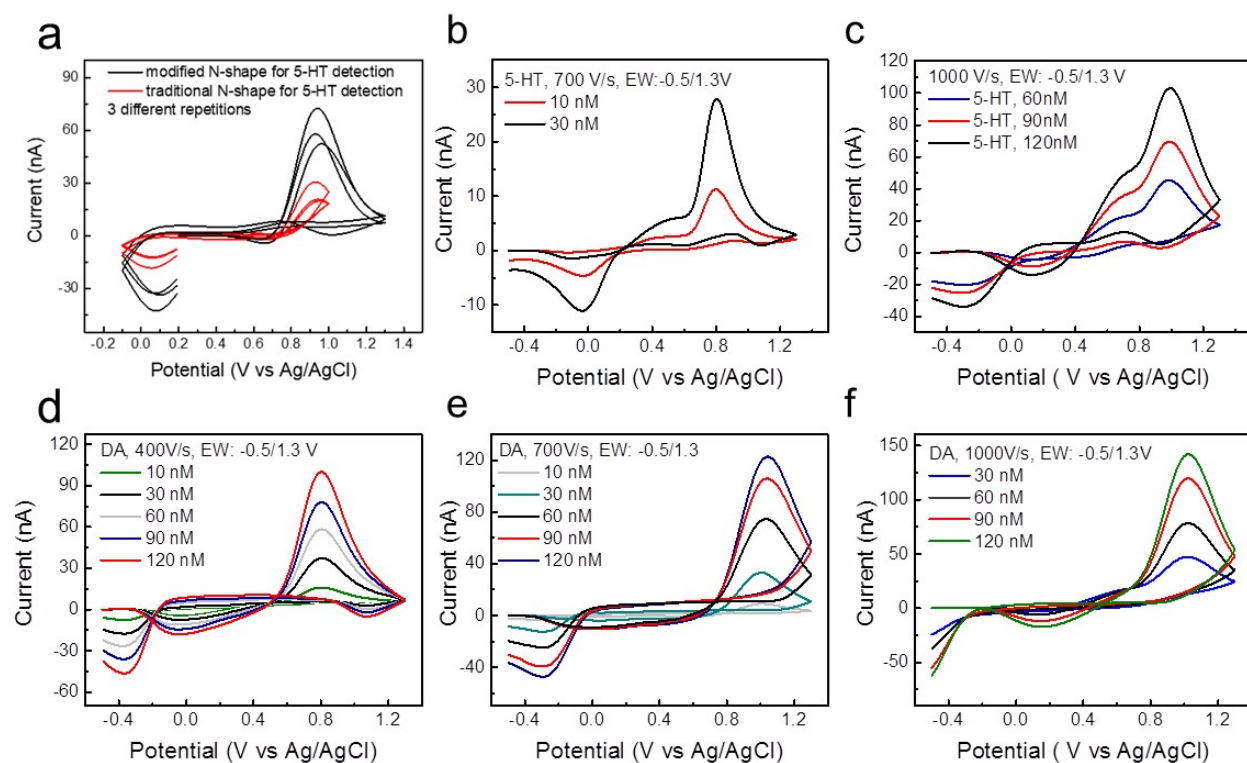 a
modified N-shape for 5-HT detection
traditional N-shape for 5-HT detection
3 different repetitions
90
60
30
0
-30
Current (nA)
-0.2 0.0 0.2 0.4 0.6 0.8 1.0 1.2 1.4
Potential (V vs Ag/AgCl)
b
5-HT, 700 V/s, EW:-0.5/1.3V
10 nM
30 nM
30
20
10
0
-10
Current (nA)
-0.4 0.0 0.4 0.8 1.2
Potential (V vs Ag/AgCl)
c
1000 V/s, EW: -0.5/1.3 V
5-HT, 60nM
5-HT, 90nM
5-HT, 120nM
120
100
80
60
40
20
0
-20
-40
Current (nA)
-0.4 0.0 0.4 0.8 1.2
Potential ( V vs Ag/AgCl)
d
DA, 400V/s, EW: -0.5/1.3 V
10 nM
30 nM
60 nM
90 nM
120 nM
120
90
60
30
0
-30
-60
Current (nA)
-0.4 0.0 0.4 0.8 1.2
Potential (V vs Ag/AgCl)
e
DA, 700V/s, EW: -0.5/1.3
10 nM
30 nM
60 nM
90 nM
120 nM
120
80
40
0
-40
Current (nA)
-0.4 0.0 0.4 0.8 1.2
Potential (V vs Ag/AgCl)
f
DA, 1000V/s, EW: -0.5/1.3V
30 nM
60 nM
90 nM
120 nM
150
100
50
0
-50
Current (nA)
-0.4 0.0 0.4 0.8 1.2
Potential ( V vs Ag/AgCl)